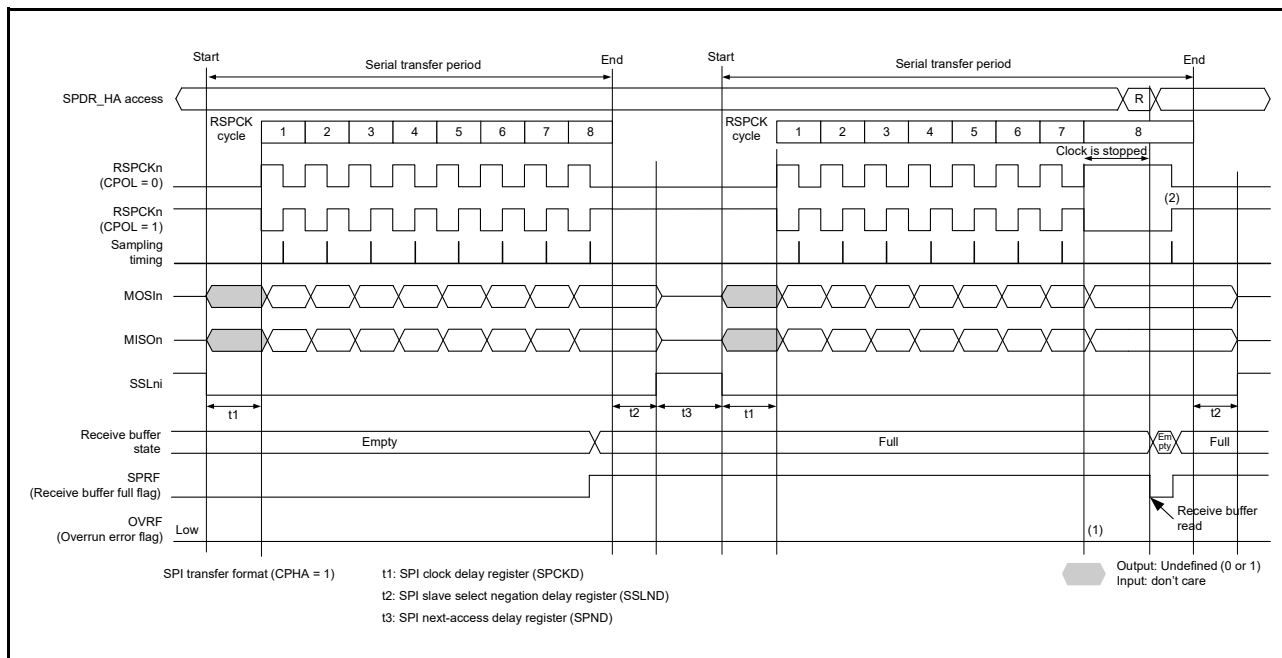 Start End Start End
Serial transfer period Serial transfer period
SPDR_HA access R
RSPCK
cycle 1 2 3 4 5 6 7 8 RSPCK
cycle 1 2 3 4 5 6 7 8
Clock is stopped
RSPCKn
(CPOL = 0)
(2)
RSPCKn
(CPOL = 1)
Sampling
timing
MOSIn
MISOn
SSLni
t1 t2 t3 t1 t2
Receive buffer
state Empty Full Em
pty Full
SPRF
(Receive buffer full flag)
Receive buffer
read
OVRF
(Overrun error flag) Low (1)
SPI transfer format (CPHA = 1) t1: SPI clock delay register (SPCKD)
t2: SPI slave select negation delay register (SSLND)
t3: SPI next-access delay register (SPND)
Output: Undefined (0 or 1)
Input: don't care